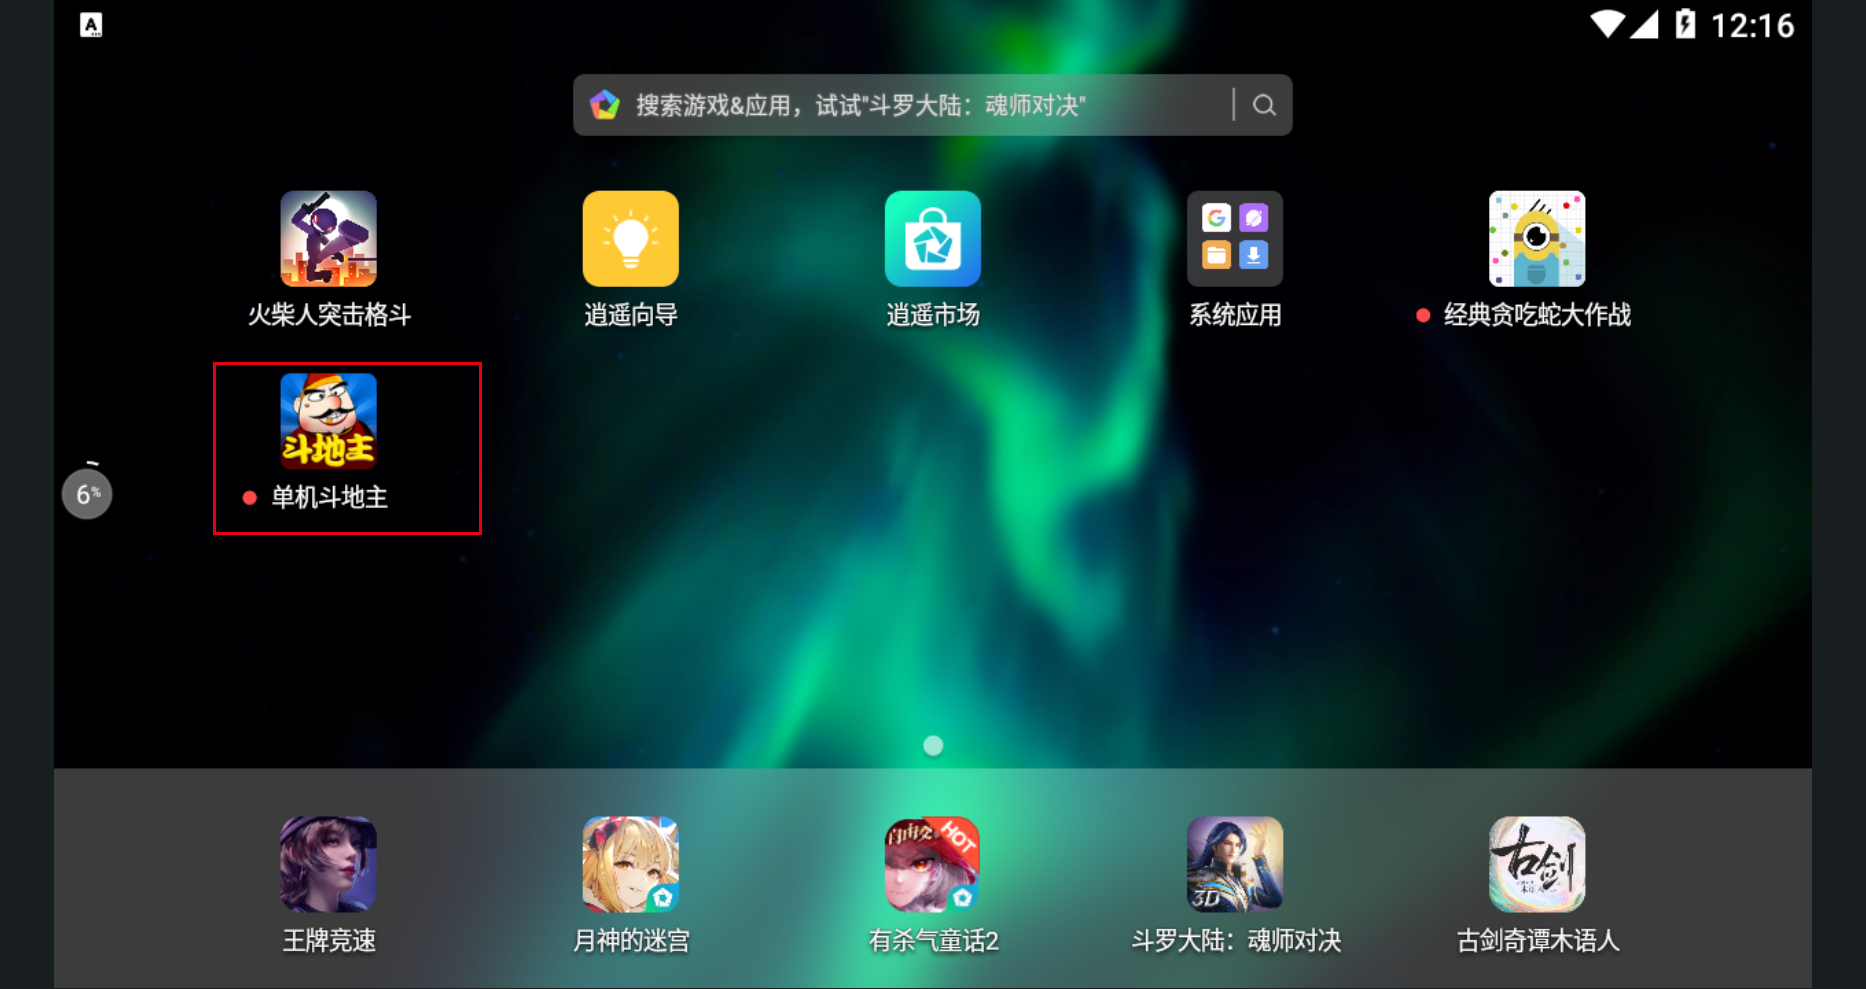 A
12:16
搜索游戏&应用，试试"斗罗大陆：魂师对决"
火柴人突击格斗
逍遥向导
逍遥市场
G
系统应用
经典贪吃蛇大作战
斗地主
单机斗地主
6%
王牌竞速
月神的迷宫
HOT
有杀气童话2
3D
斗罗大陆：魂师对决
古剑
古剑奇谭木语人